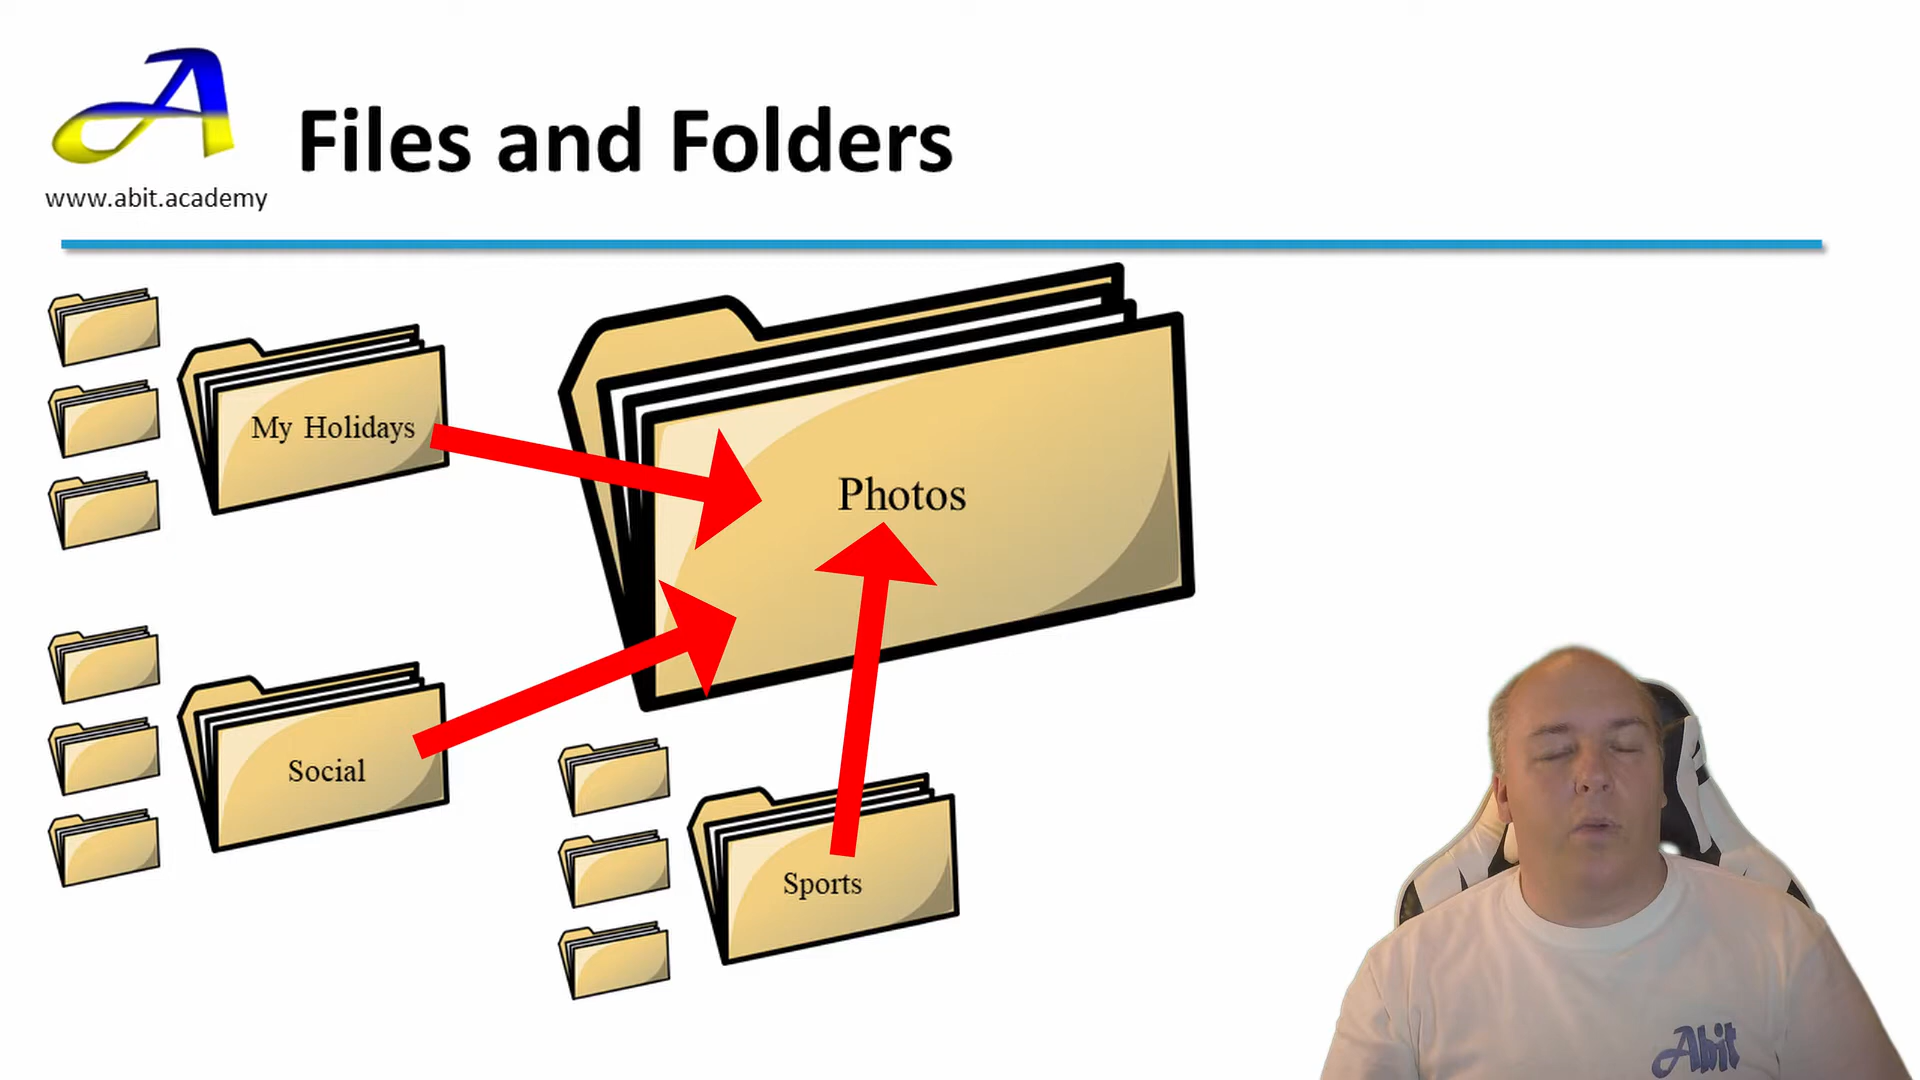 Files and Folders
www.abit.academy
My Holidays
Photos
Social
Sports
Abit